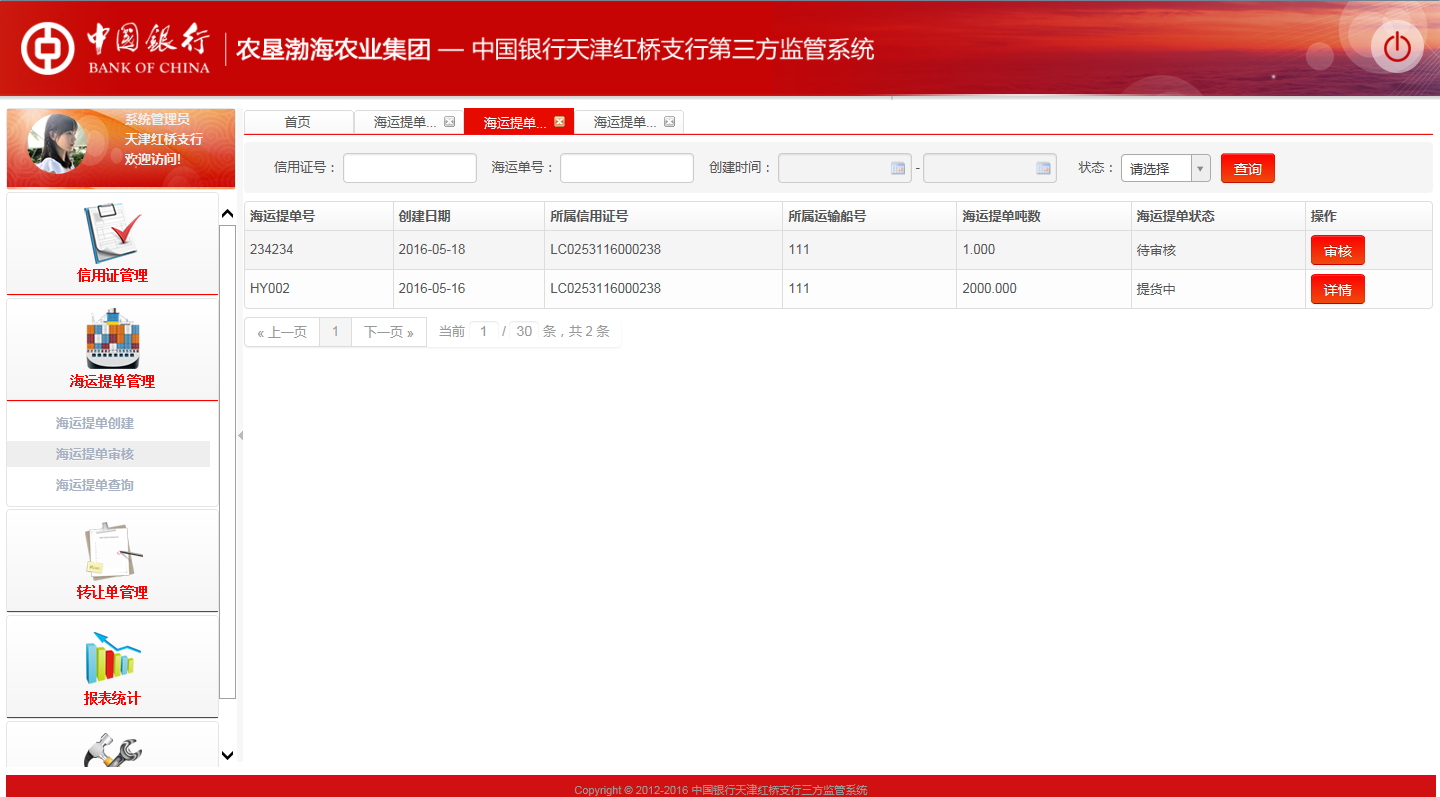 中国银行
BANK OF CHINA
农垦渤海农业集团 — 中国银行天津红桥支行第三方监管系统
系统管理员
天津红桥支行
欢迎访问!
信用证管理
海运提单管理
海运提单创建
海运提单审核
海运提单查询
转让单管理
报表统计
首页 海运提单... 海运提单... 海运提单...
信用证号： 海运单号： 创建时间： - 状态： 请选择 查询
海运提单号 创建日期 所属信用证号 所属运输船号 海运提单吨数 海运提单状态 操作
234234 2016-05-18 LC0253116000238 111 1.000 待审核 审核
HY002 2016-05-16 LC0253116000238 111 2000.000 提货中 详情
« 上一页 1 下一页 » 当前 1 / 30 条，共 2 条
Copyright © 2012-2016 中国银行天津红桥支行三方监管系统